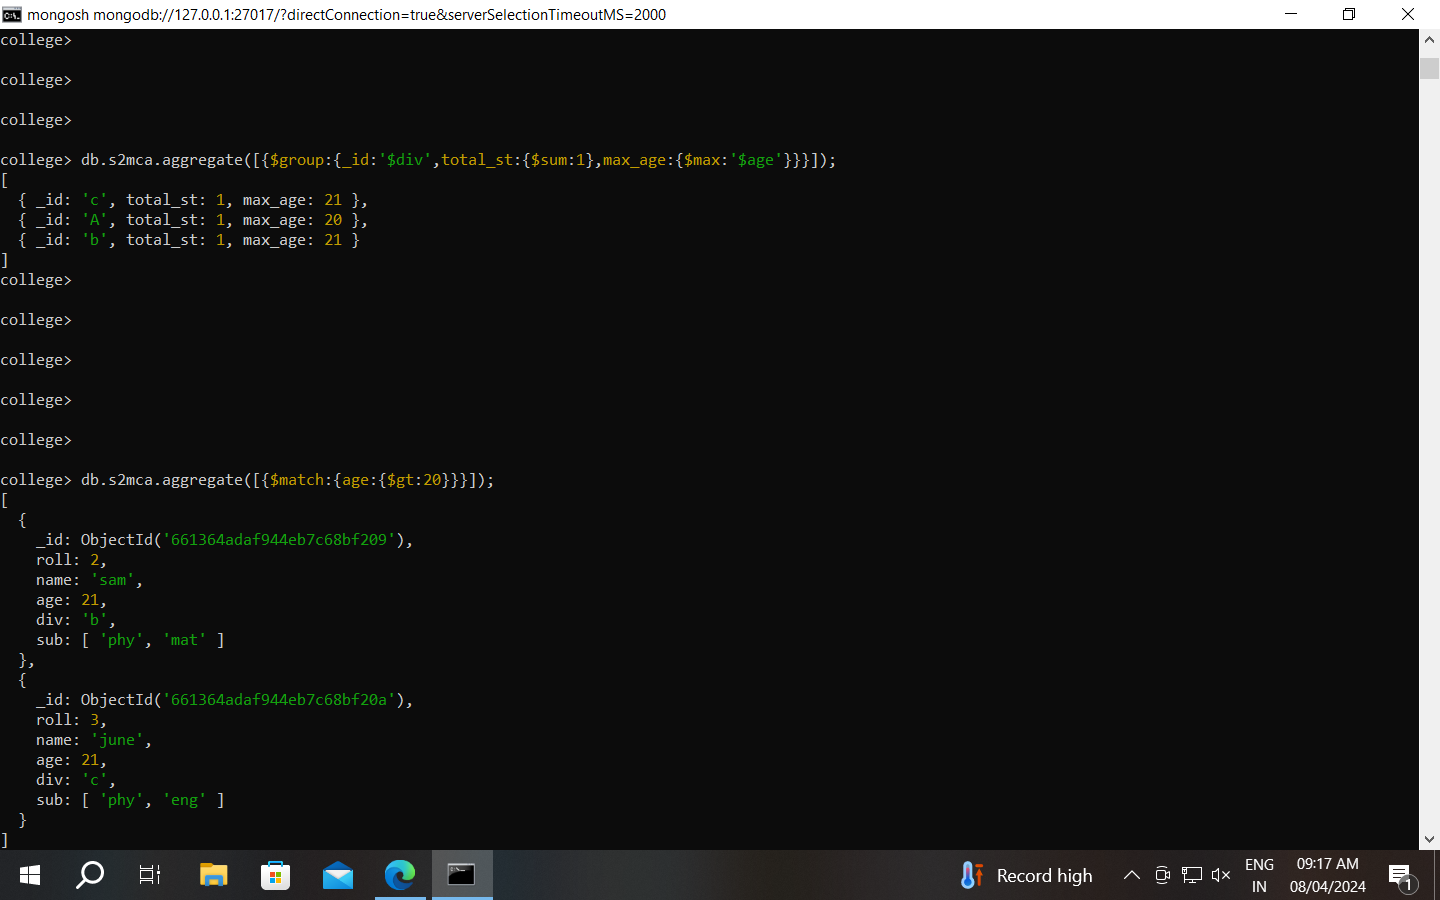 mongosh mongodb://127.0.0.1:27017/?directConnection=true&serverSelectionTimeoutMS=2000
college>
college>
college>
college> db.s2mca.aggregate([{$group:{_id:'$div',total_st:{$sum:1},max_age:{$max:'$age'}}}]);
[
  { _id: 'c', total_st: 1, max_age: 21 },
  { _id: 'A', total_st: 1, max_age: 20 },
  { _id: 'b', total_st: 1, max_age: 21 }
]
college>
college>
college>
college>
college>
college> db.s2mca.aggregate([{$match:{age:{$gt:20}}}]);
[
  {
    _id: ObjectId('661364adaf944eb7c68bf209'),
    roll: 2,
    name: 'sam',
    age: 21,
    div: 'b',
    sub: [ 'phy', 'mat' ]
  },
  {
    _id: ObjectId('661364adaf944eb7c68bf20a'),
    roll: 3,
    name: 'june',
    age: 21,
    div: 'c',
    sub: [ 'phy', 'eng' ]
  }
]
Record high
ENG
IN
09:17 AM
08/04/2024
1